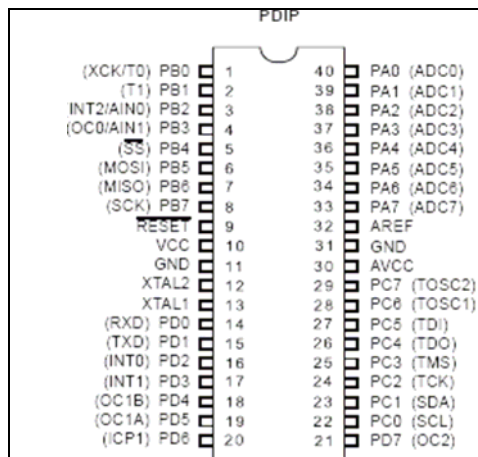 PDIP
(XCK/T0) PB0 1 40 PA0 (ADC0)
(T1) PB1 2 39 PA1 (ADC1)
INT2/AIN0) PB2 3 38 PA2 (ADC2)
(OC0/AIN1) PB3 4 37 PA3 (ADC3)
(SS) PB4 5 36 PA4 (ADC4)
(MOSI) PB5 6 35 PA5 (ADC5)
(MISO) PB6 7 34 PA6 (ADC6)
(SCK) PB7 8 33 PA7 (ADC7)
RESET 9 32 AREF
VCC 10 31 GND
GND 11 30 AVCC
XTAL2 12 29 PC7 (TOSC2)
XTAL1 13 28 PC6 (TOSC1)
(RXD) PD0 14 27 PC5 (TDI)
(TXD) PD1 15 26 PC4 (TDO)
(INT0) PD2 16 25 PC3 (TMS)
(INT1) PD3 17 24 PC2 (TCK)
(OC1B) PD4 18 23 PC1 (SDA)
(OC1A) PD5 19 22 PC0 (SCL)
(ICP1) PD6 20 21 PD7 (OC2)